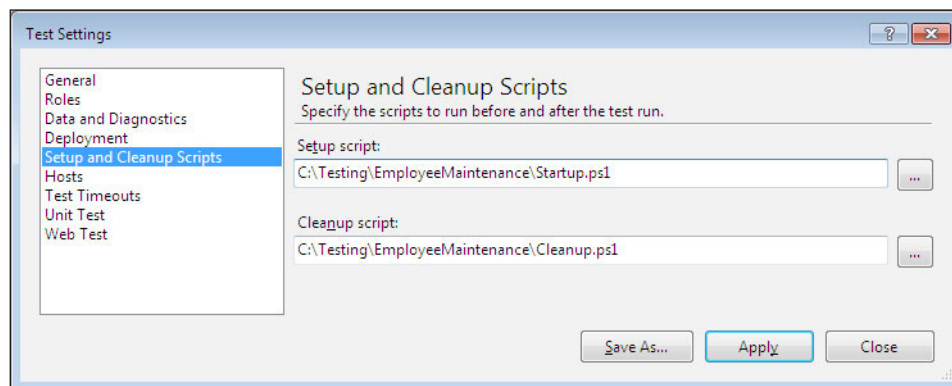 Test Settings
General
Roles
Data and Diagnostics
Deployment
Setup and Cleanup Scripts
Hosts
Test Timeouts
Unit Test
Web Test
Setup and Cleanup Scripts
Specify the scripts to run before and after the test run.
Setup script:
C:\Testing\EmployeeMaintenance\Startup.ps1
...
Cleanup script:
C:\Testing\EmployeeMaintenance\Cleanup.ps1
...
Save As...
Apply
Close